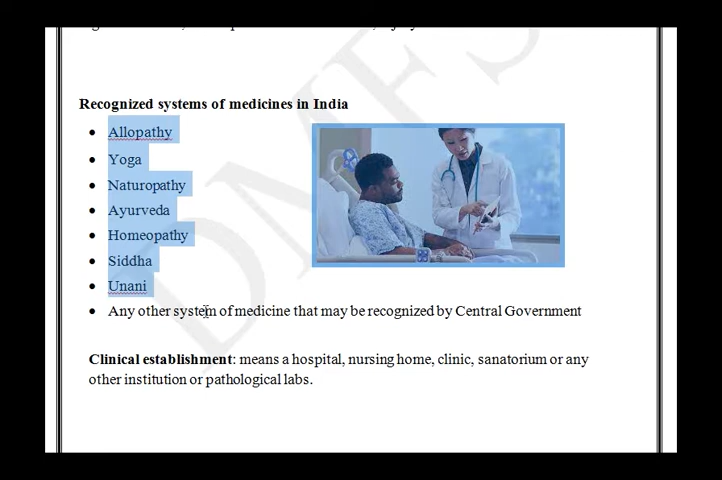 Recognized systems of medicines in India
• Allopathy
• Yoga
• Naturopathy
• Ayurveda
• Homeopathy
• Siddha
• Unani
• Any other system of medicine that may be recognized by Central Government
Clinical establishment: means a hospital, nursing home, clinic, sanatorium or any
other institution or pathological labs.